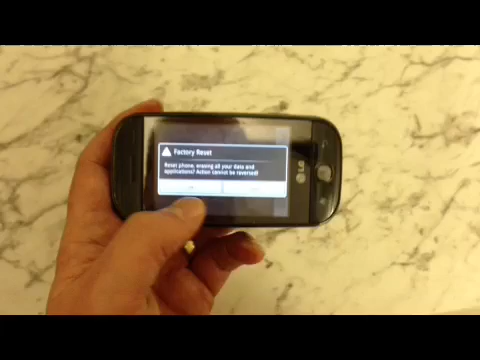 Factory Reset
Reset phone, erasing all your data and
applications? Action cannot be reversed!
LG